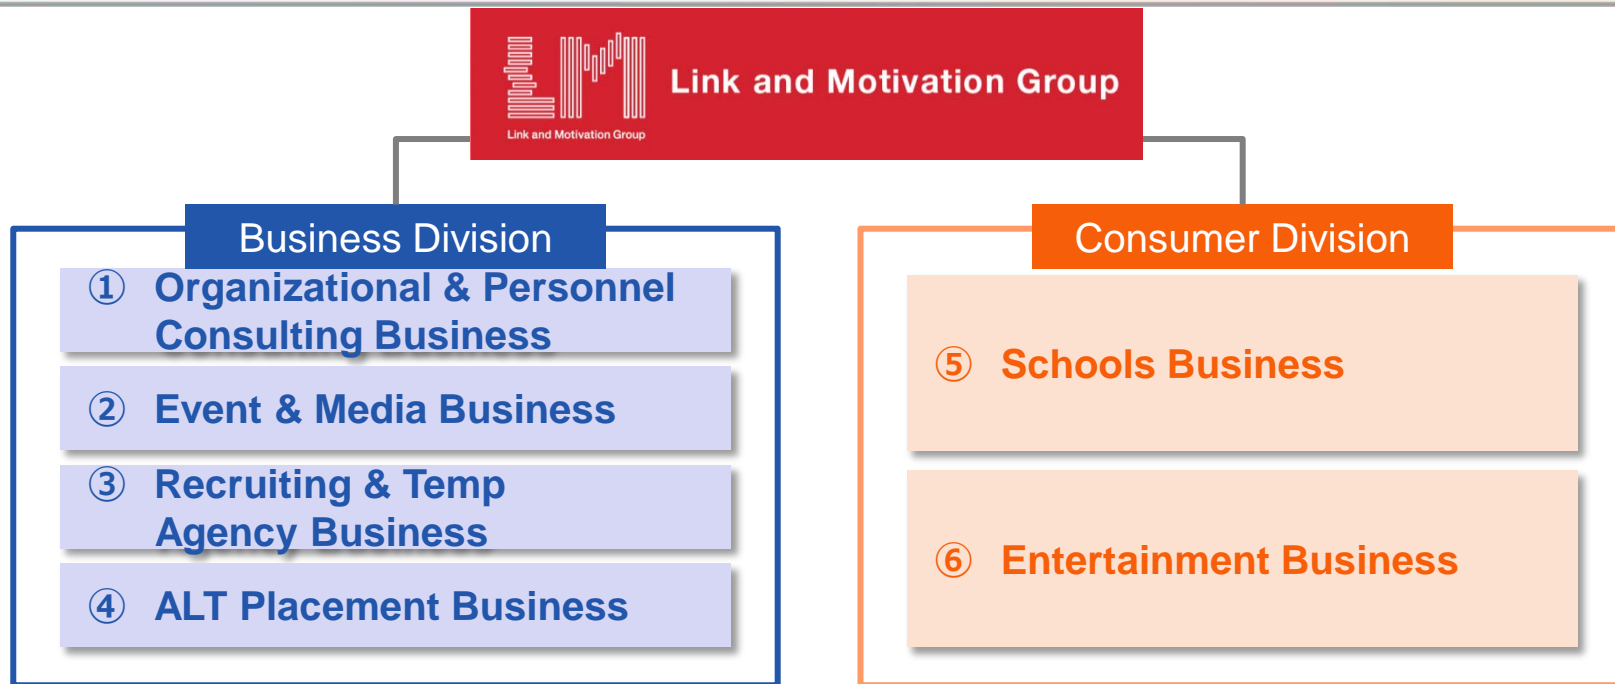 Link and Motivation Group
Link and Motivation Group
Business Division
① Organizational & Personnel
Consulting Business
② Event & Media Business
③ Recruiting & Temp
Agency Business
④ ALT Placement Business
Consumer Division
⑤ Schools Business
⑥ Entertainment Business